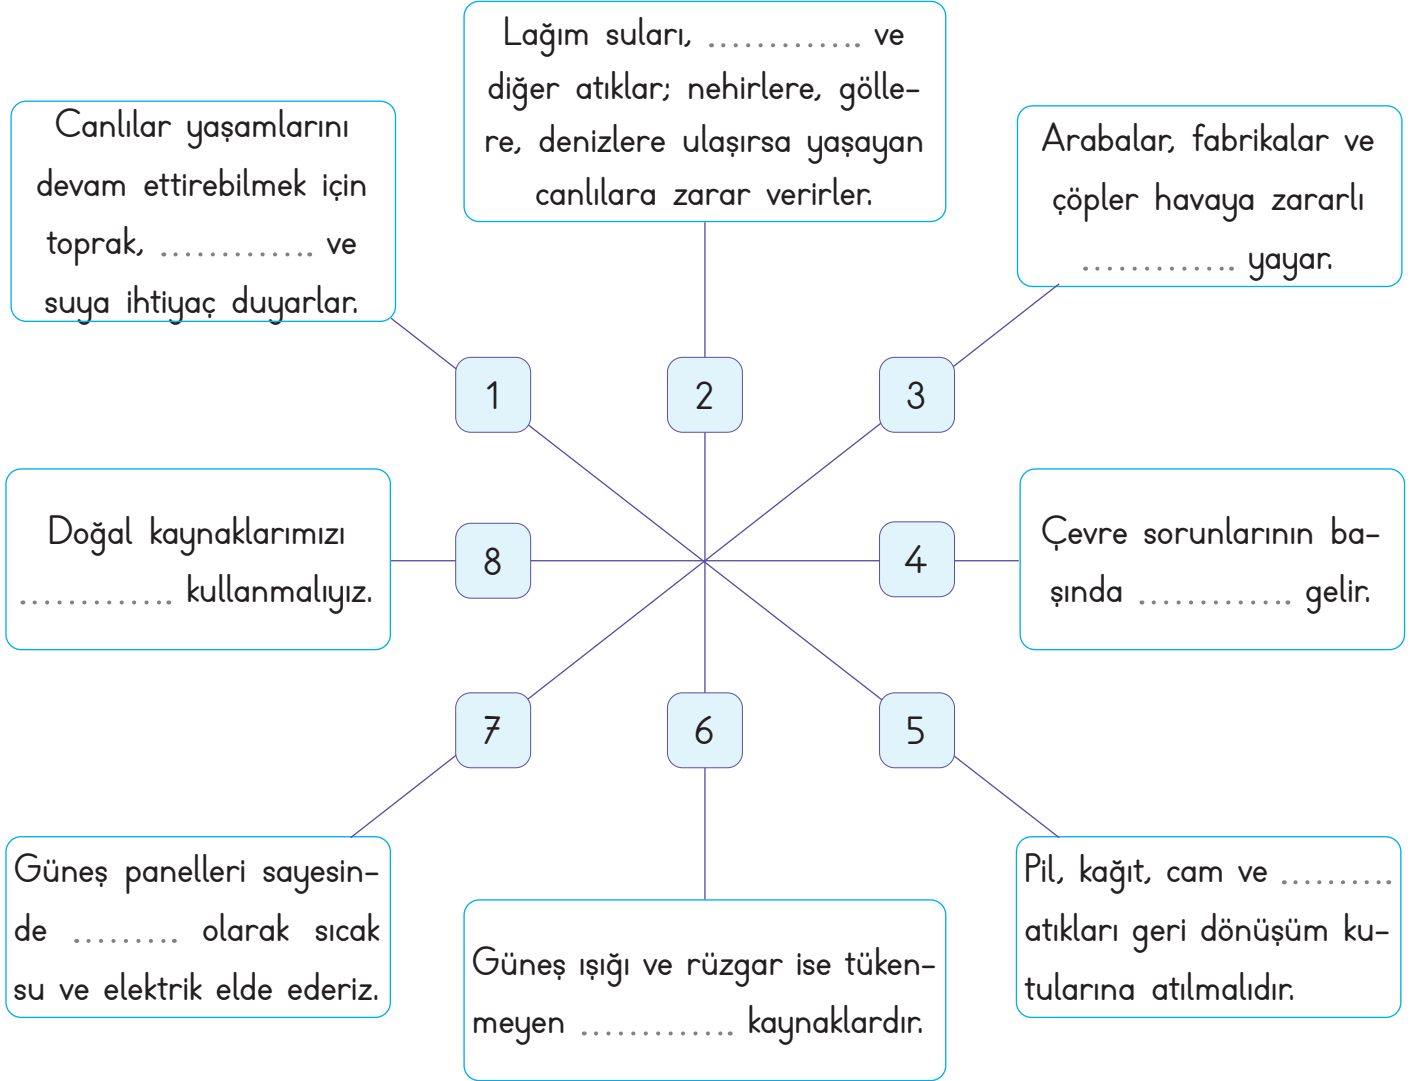 Lağım suları, ............. ve
diğer atıklar; nehirlere, gölle-
re, denizlere ulaşırsa yaşayan
canlılara zarar verirler.
Canlılar yaşamlarını
devam ettirebilmek için
toprak, ............. ve
suya ihtiyaç duyarlar.
Arabalar, fabrikalar ve
çöpler havaya zararlı
............. yayar.
1
2
3
Doğal kaynaklarımızı
............. kullanmalıyız.
8
4
Çevre sorunlarının ba-
şında ............. gelir.
7
6
5
Güneş panelleri sayesin-
de ......... olarak sıcak
su ve elektrik elde ederiz.
Güneş ışığı ve rüzgar ise tüken-
meyen ............. kaynaklardır.
Pil, kağıt, cam ve ..........
atıkları geri dönüşüm ku-
tularına atılmalıdır.